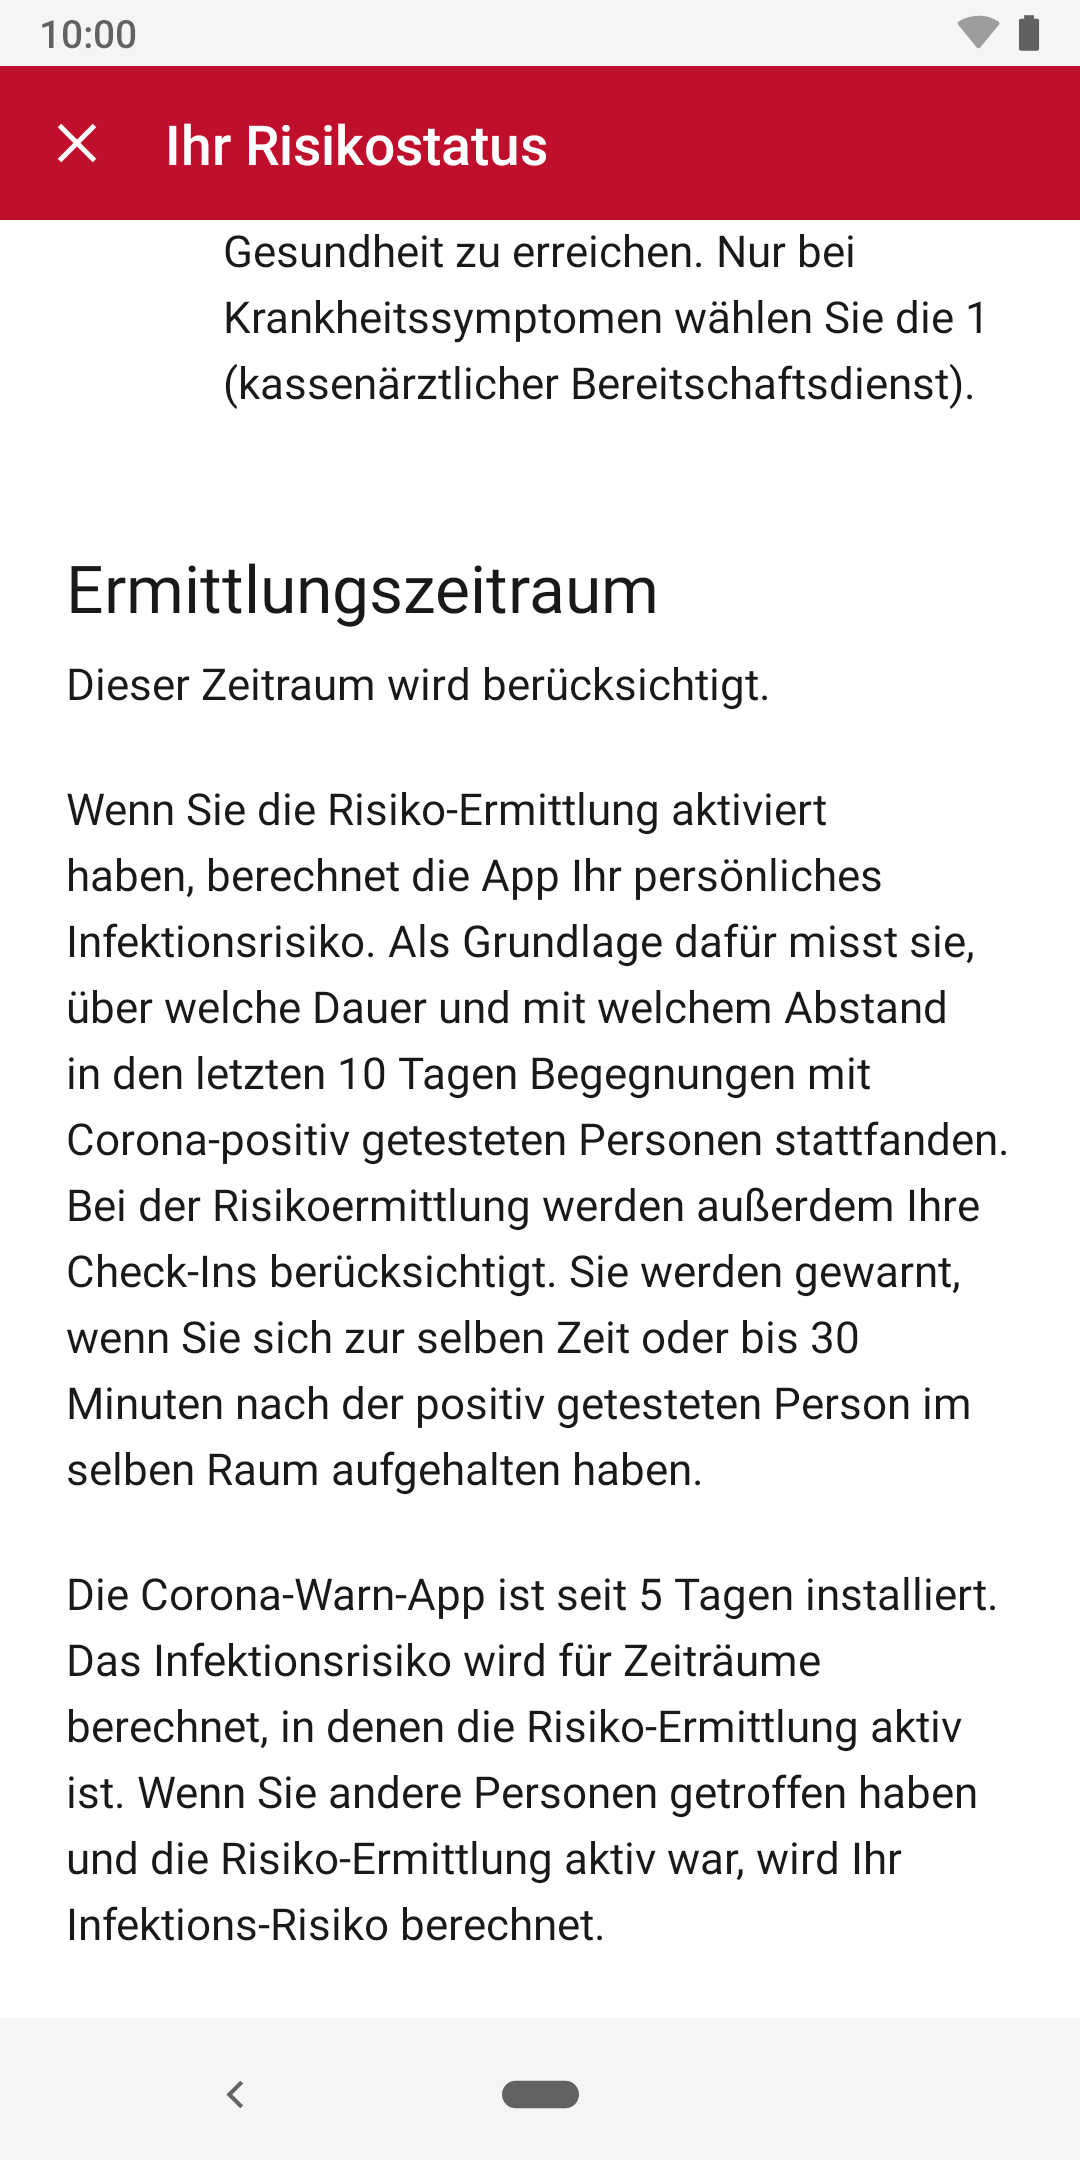 10:00
Ihr Risikostatus
Gesundheit zu erreichen. Nur bei
Krankheitssymptomen wählen Sie die 1
(kassenärztlicher Bereitschaftsdienst).
Ermittlungszeitraum
Dieser Zeitraum wird berücksichtigt.
Wenn Sie die Risiko-Ermittlung aktiviert
haben, berechnet die App Ihr persönliches
Infektionsrisiko. Als Grundlage dafür misst sie,
über welche Dauer und mit welchem Abstand
in den letzten 10 Tagen Begegnungen mit
Corona-positiv getesteten Personen stattfanden.
Bei der Risikoermittlung werden außerdem Ihre
Check-Ins berücksichtigt. Sie werden gewarnt,
wenn Sie sich zur selben Zeit oder bis 30
Minuten nach der positiv getesteten Person im
selben Raum aufgehalten haben.
Die Corona-Warn-App ist seit 5 Tagen installiert.
Das Infektionsrisiko wird für Zeiträume
berechnet, in denen die Risiko-Ermittlung aktiv
ist. Wenn Sie andere Personen getroffen haben
und die Risiko-Ermittlung aktiv war, wird Ihr
Infektions-Risiko berechnet.